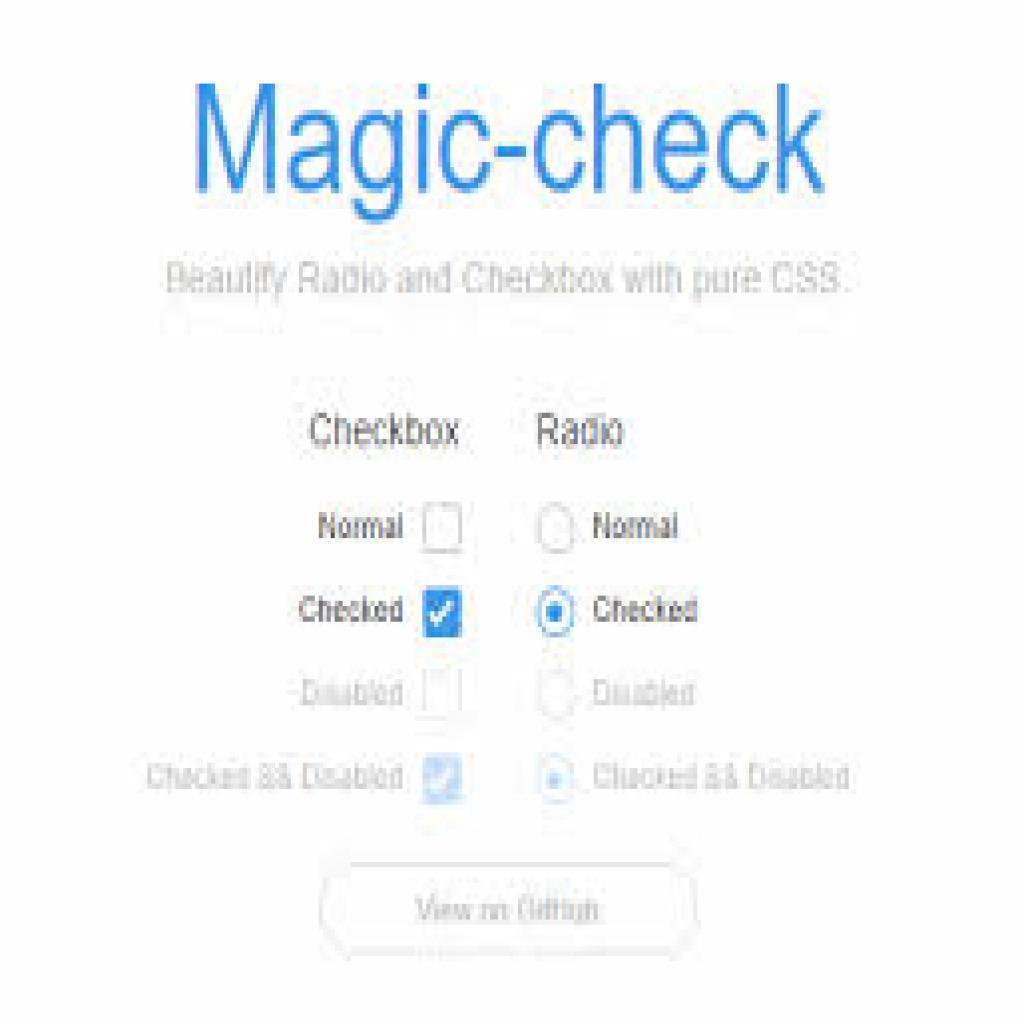 Magic-check
Beautify Radio and Checkbox with pure CSS.
Checkbox Radio
Normal Normal
Checked Checked
Disabled Disabled
Checked && Disabled Checked && Disabled
View on GitHub